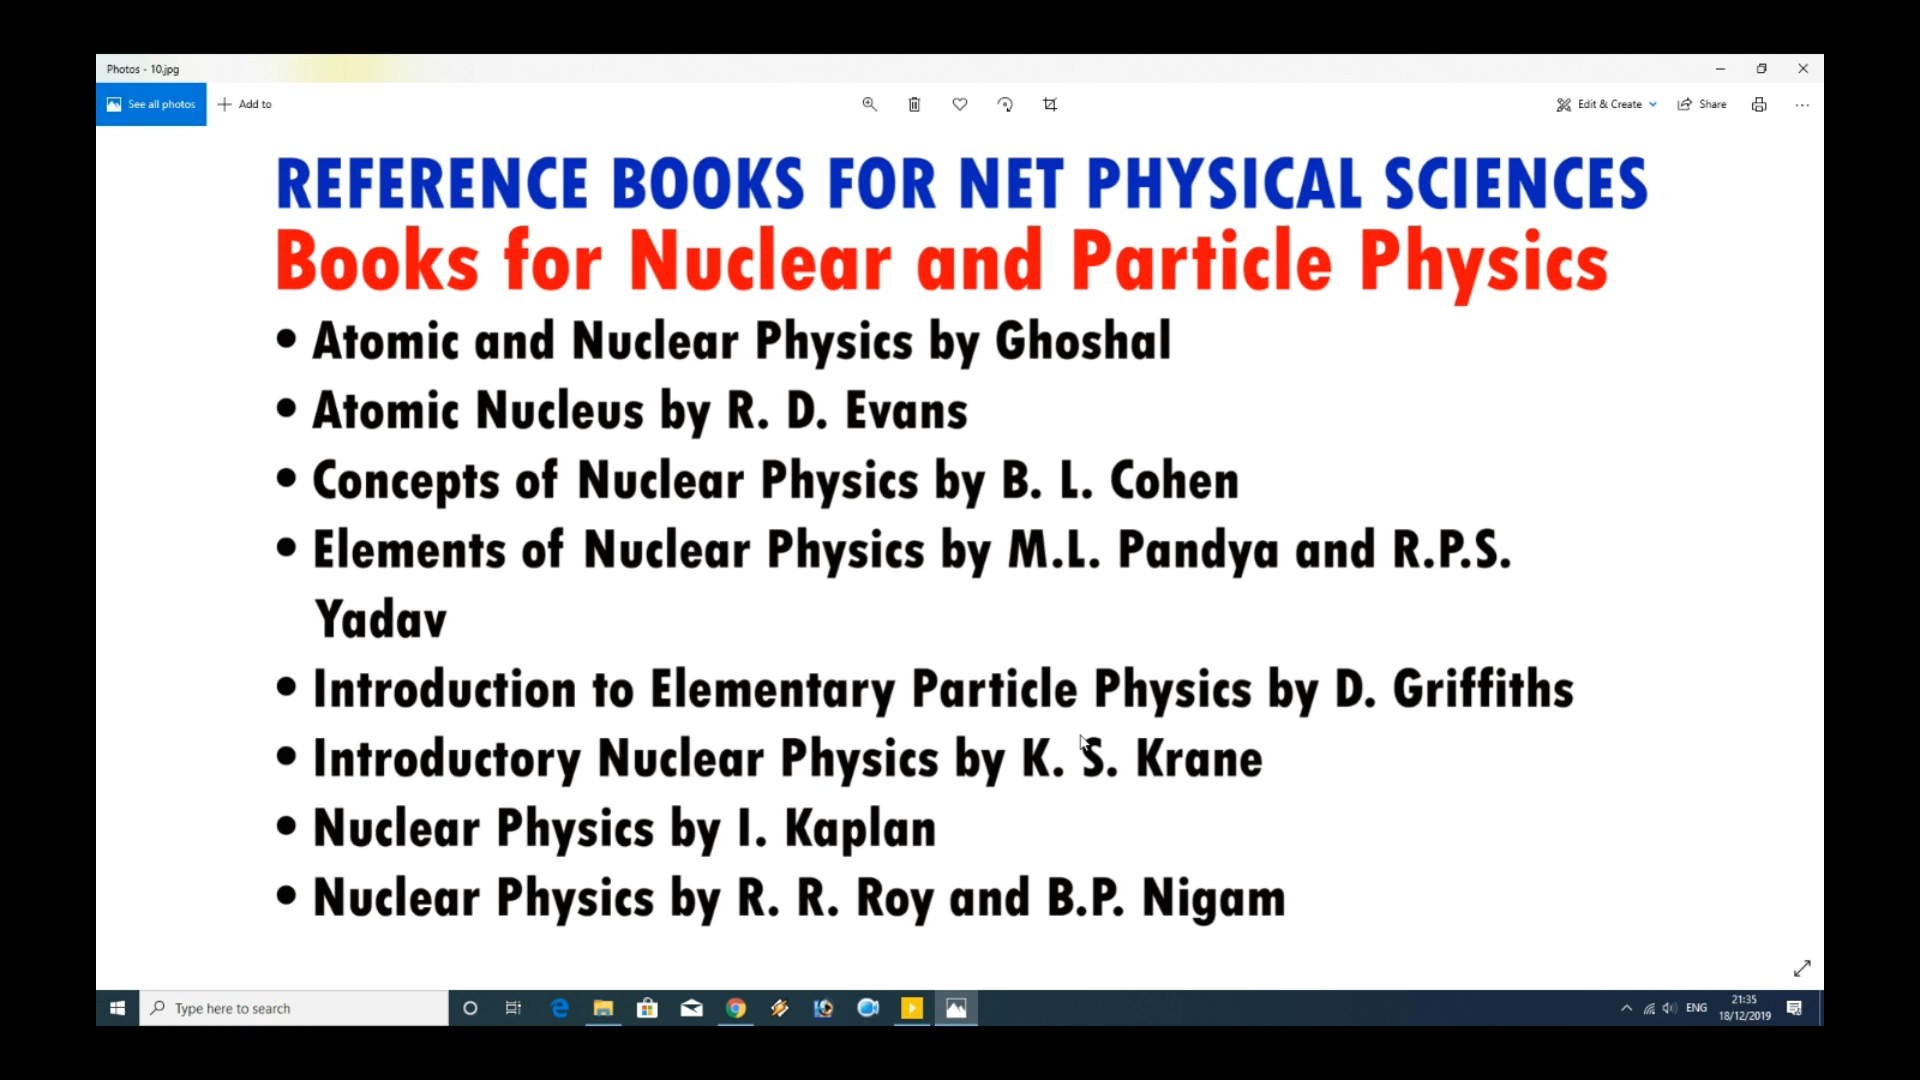 Photos - 10.jpg
See all photos
Add to
Edit & Create
Share
REFERENCE BOOKS FOR NET PHYSICAL SCIENCES
Books for Nuclear and Particle Physics
• Atomic and Nuclear Physics by Ghoshal
• Atomic Nucleus by R. D. Evans
• Concepts of Nuclear Physics by B. L. Cohen
• Elements of Nuclear Physics by M.L. Pandya and R.P.S.
Yadav
• Introduction to Elementary Particle Physics by D. Griffiths
• Introductory Nuclear Physics by K. S. Krane
• Nuclear Physics by I. Kaplan
• Nuclear Physics by R. R. Roy and B.P. Nigam
Type here to search
ENG
21:35
18/12/2019